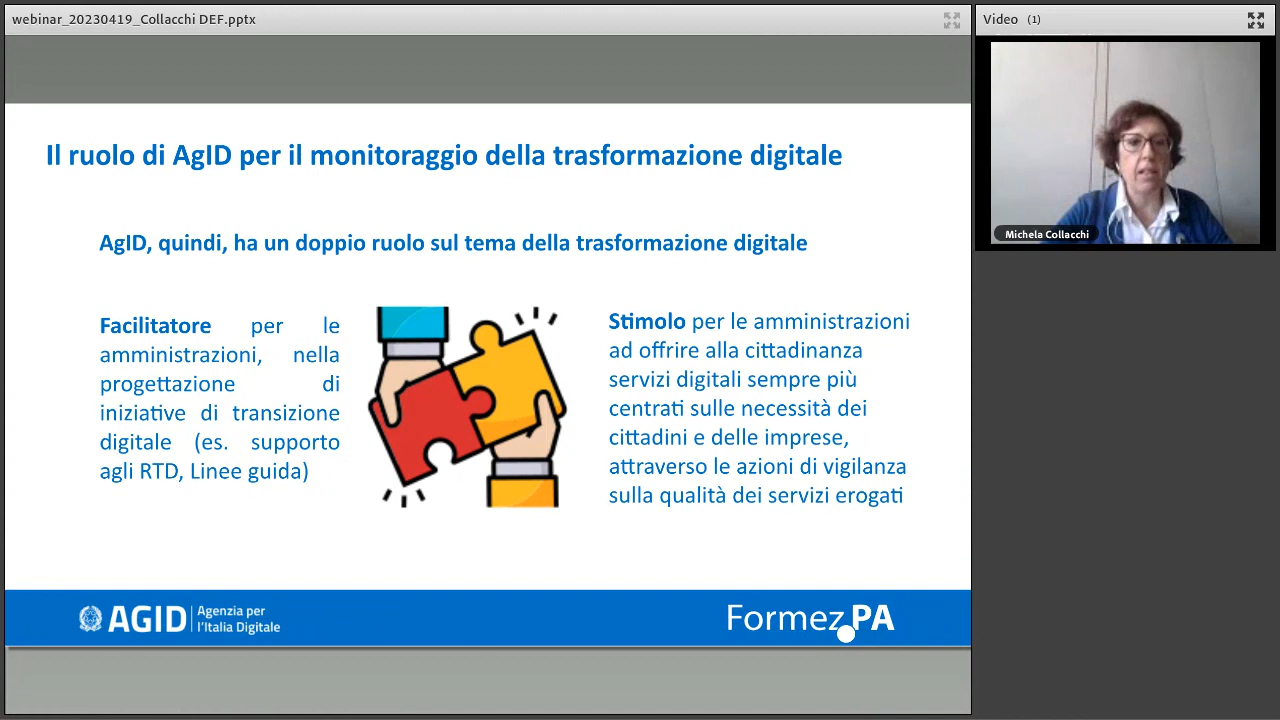 webinar_20230419_Collacchi DEF.pptx
Video (1)
Michela Collacchi
Il ruolo di AgID per il monitoraggio della trasformazione digitale
AgID, quindi, ha un doppio ruolo sul tema della trasformazione digitale
Facilitatore per le
amministrazioni, nella
progettazione di
iniziative di transizione
digitale (es. supporto
agli RTD, Linee guida)
Stimolo per le amministrazioni
ad offrire alla cittadinanza
servizi digitali sempre più
centrati sulle necessità dei
cittadini e delle imprese,
attraverso le azioni di vigilanza
sulla qualità dei servizi erogati
AGID Agenzia per
l'Italia Digitale
Formez PA